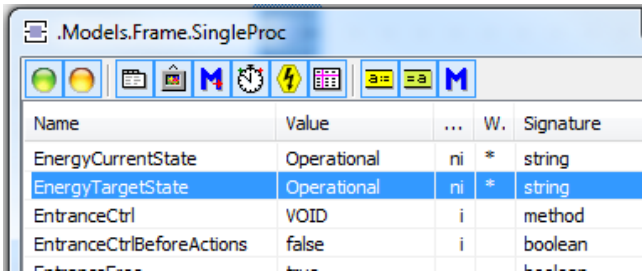 .Models.Frame.SingleProc
M M
a:= =a M
Name Value ... W. Signature
EnergyCurrentState Operational ni * string
EnergyTargetState Operational ni * string
EntranceCtrl VOID i method
EntranceCtrlBeforeActions false i boolean